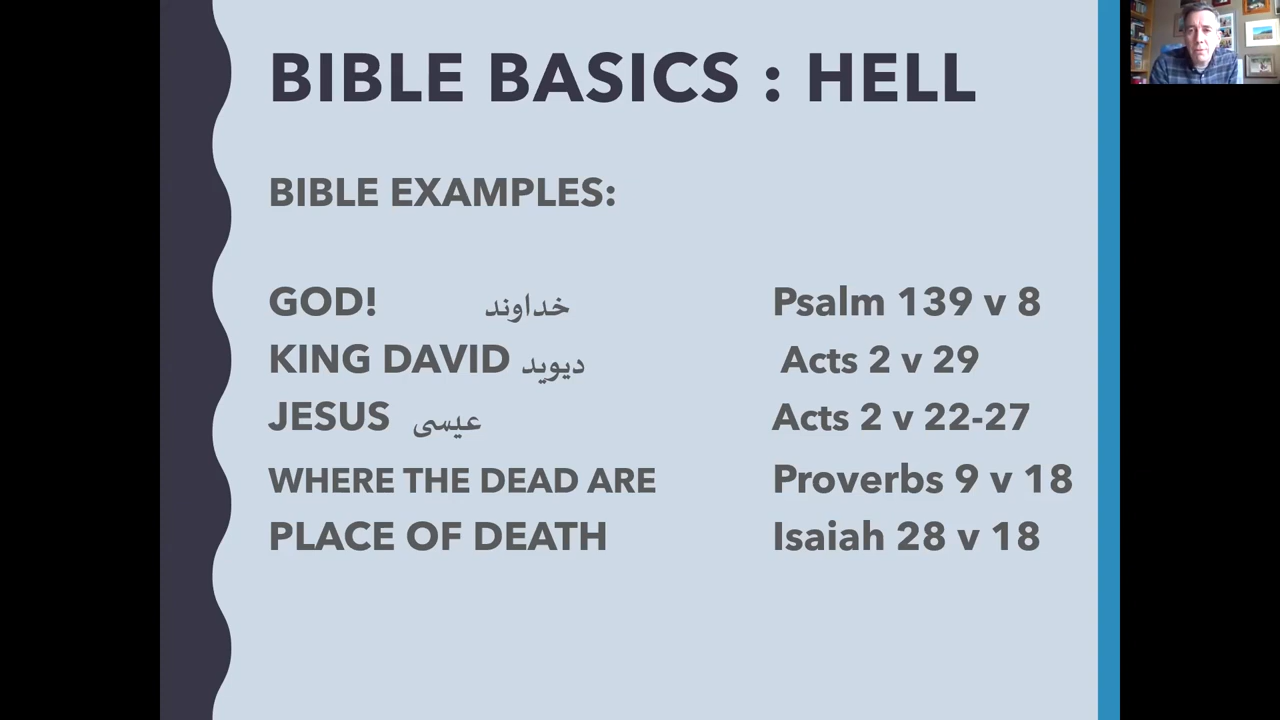 BIBLE BASICS : HELL
BIBLE EXAMPLES:
GOD! خداوند Psalm 139 v 8
KING DAVID دیوید Acts 2 v 29
JESUS عیسی Acts 2 v 22-27
WHERE THE DEAD ARE Proverbs 9 v 18
PLACE OF DEATH Isaiah 28 v 18